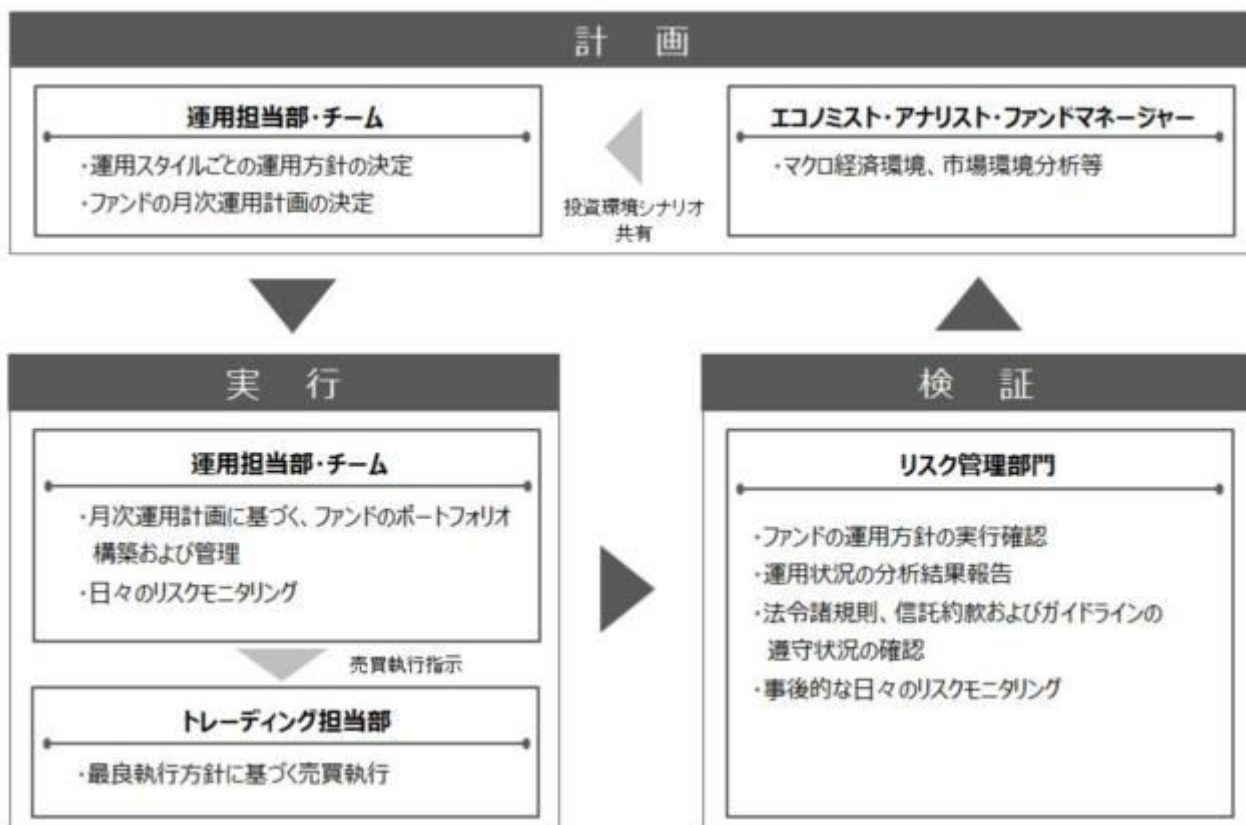 計 画
運用担当部・チーム
・運用スタイルごとの運用方針の決定
・ファンドの月次運用計画の決定
投資環境シナリオ
共有
エコノミスト・アナリスト・ファンドマネージャー
・マクロ経済環境、市場環境分析等
実 行
運用担当部・チーム
・月次運用計画に基づく、ファンドのポートフォリオ
構築および管理
・日々のリスクモニタリング
売買執行指示
トレーディング担当部
・最良執行方針に基づく売買執行
検 証
リスク管理部門
・ファンドの運用方針の実行確認
・運用状況の分析結果報告
・法令諸規則、信託約款およびガイドラインの
遵守状況の確認
・事後的な日々のリスクモニタリング